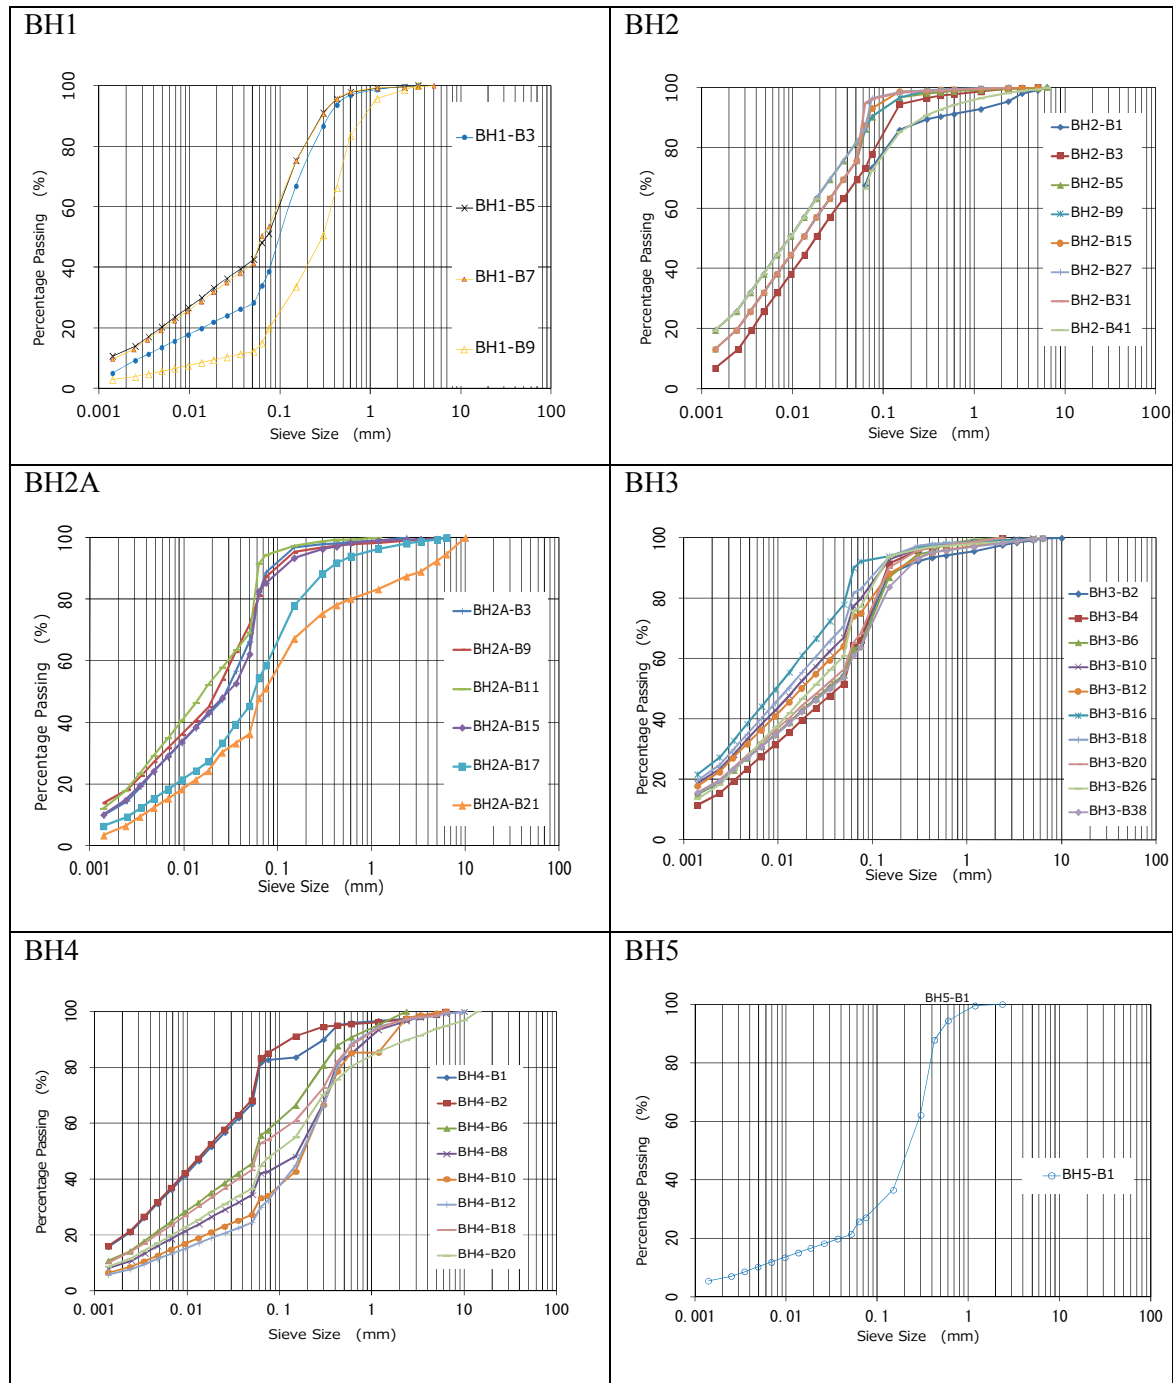 BH1
100
80
60
40
20
0
Percentage Passing (%)
0.001 0.01 0.1 1 10 100
Sieve Size (mm)
BH1-B3
BH1-B5
BH1-B7
BH1-B9
BH2
100
80
60
40
20
0
Percentage Passing (%)
0.001 0.01 0.1 1 10 100
Sieve Size (mm)
BH2-B1
BH2-B3
BH2-B5
BH2-B9
BH2-B15
BH2-B27
BH2-B31
BH2-B41
BH2A
100
80
60
40
20
0
Percentage Passing (%)
0.001 0.01 0.1 1 10 100
Sieve Size (mm)
BH2A-B3
BH2A-B9
BH2A-B11
BH2A-B15
BH2A-B17
BH2A-B21
BH3
100
80
60
40
20
0
Percentage Passing (%)
0.001 0.01 0.1 1 10 100
Sieve Size (mm)
BH3-B2
BH3-B4
BH3-B6
BH3-B10
BH3-B12
BH3-B16
BH3-B18
BH3-B20
BH3-B26
BH3-B38
BH4
100
80
60
40
20
0
Percentage Passing (%)
0.001 0.01 0.1 1 10 100
Sieve Size (mm)
BH4-B1
BH4-B2
BH4-B6
BH4-B8
BH4-B10
BH4-B12
BH4-B18
BH4-B20
BH5
BH5-B1
100
80
60
40
20
0
Percentage Passing (%)
0.001 0.01 0.1 1 10 100
Sieve Size (mm)
BH5-B1